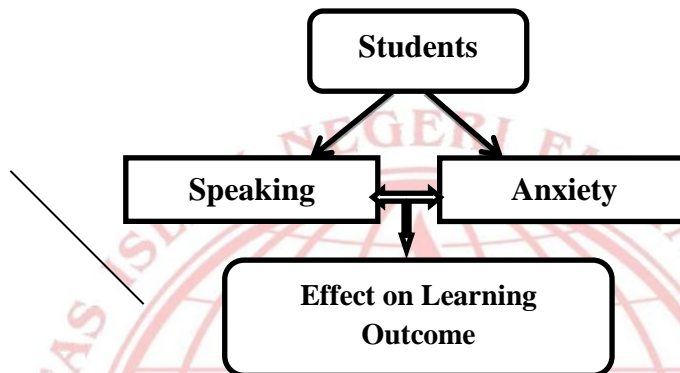 Students
Speaking
Anxiety
Effect on Learning
Outcome